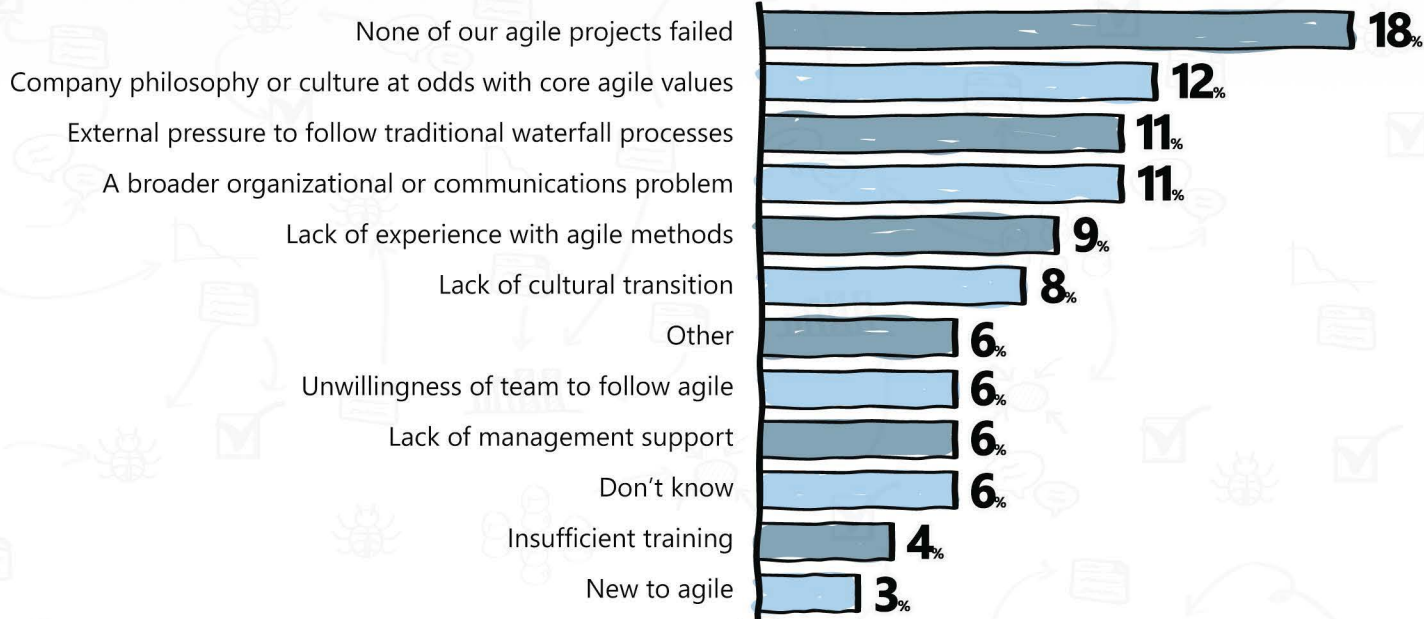 None of our agile projects failed 18%
Company philosophy or culture at odds with core agile values 12%
External pressure to follow traditional waterfall processes 11%
A broader organizational or communications problem 11%
Lack of experience with agile methods 9%
Lack of cultural transition 8%
Other 6%
Unwillingness of team to follow agile 6%
Lack of management support 6%
Don’t know 6%
Insufficient training 4%
New to agile 3%